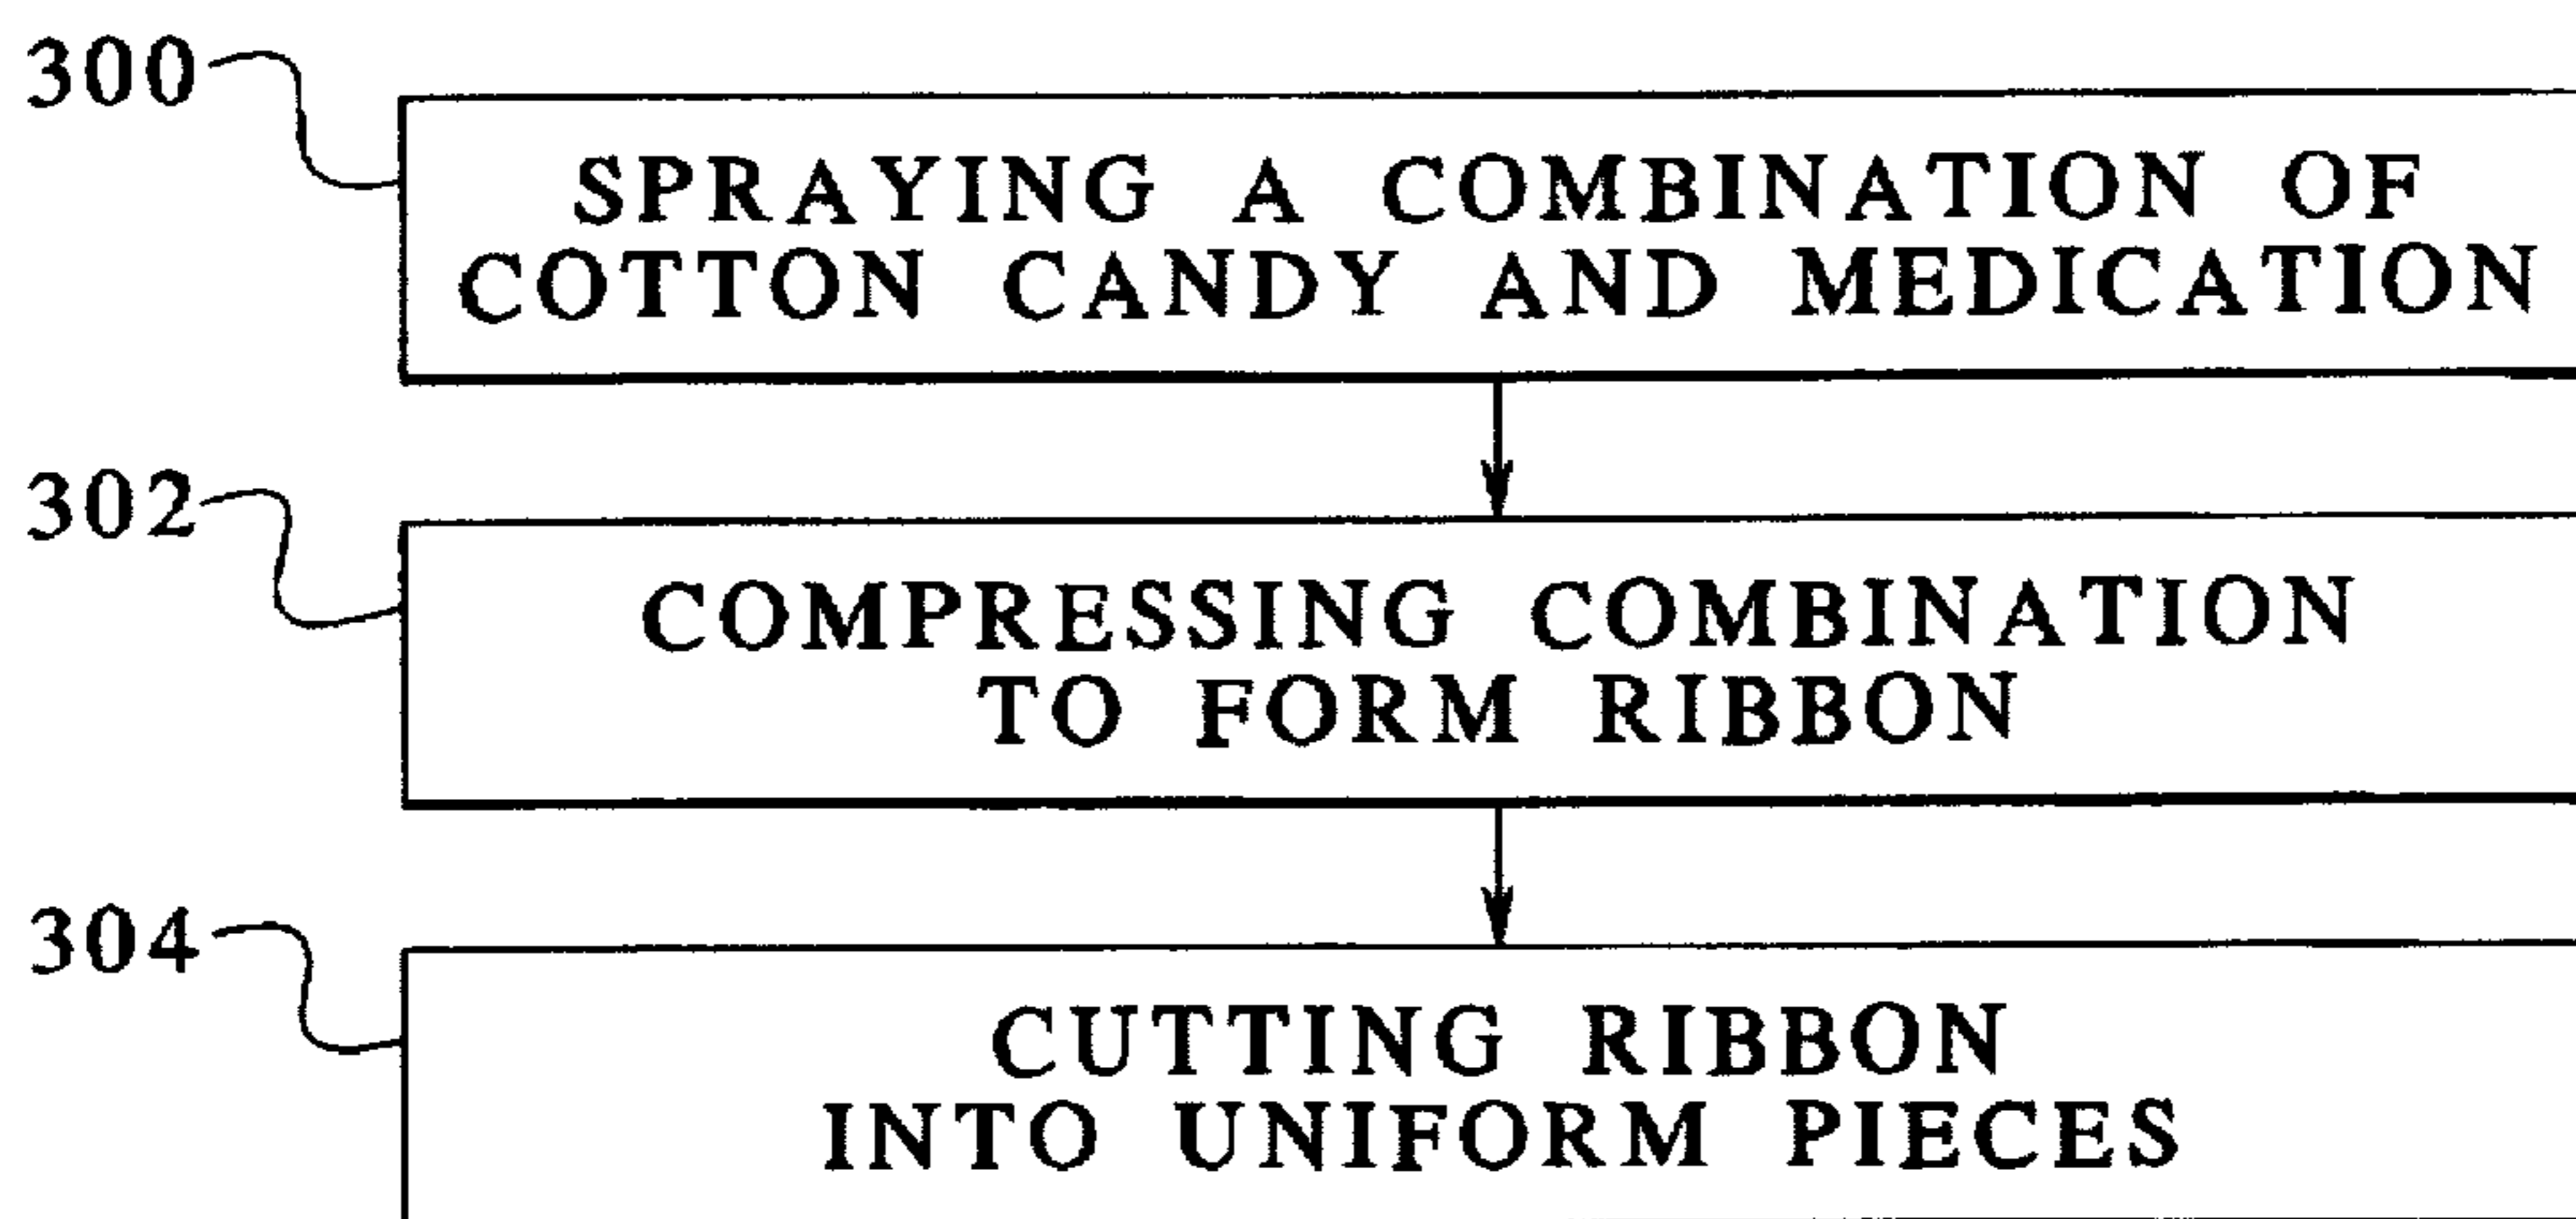 300
SPRAYING A COMBINATION OF
COTTON CANDY AND MEDICATION
302
COMPRESSING COMBINATION
TO FORM RIBBON
304
CUTTING RIBBON
INTO UNIFORM PIECES